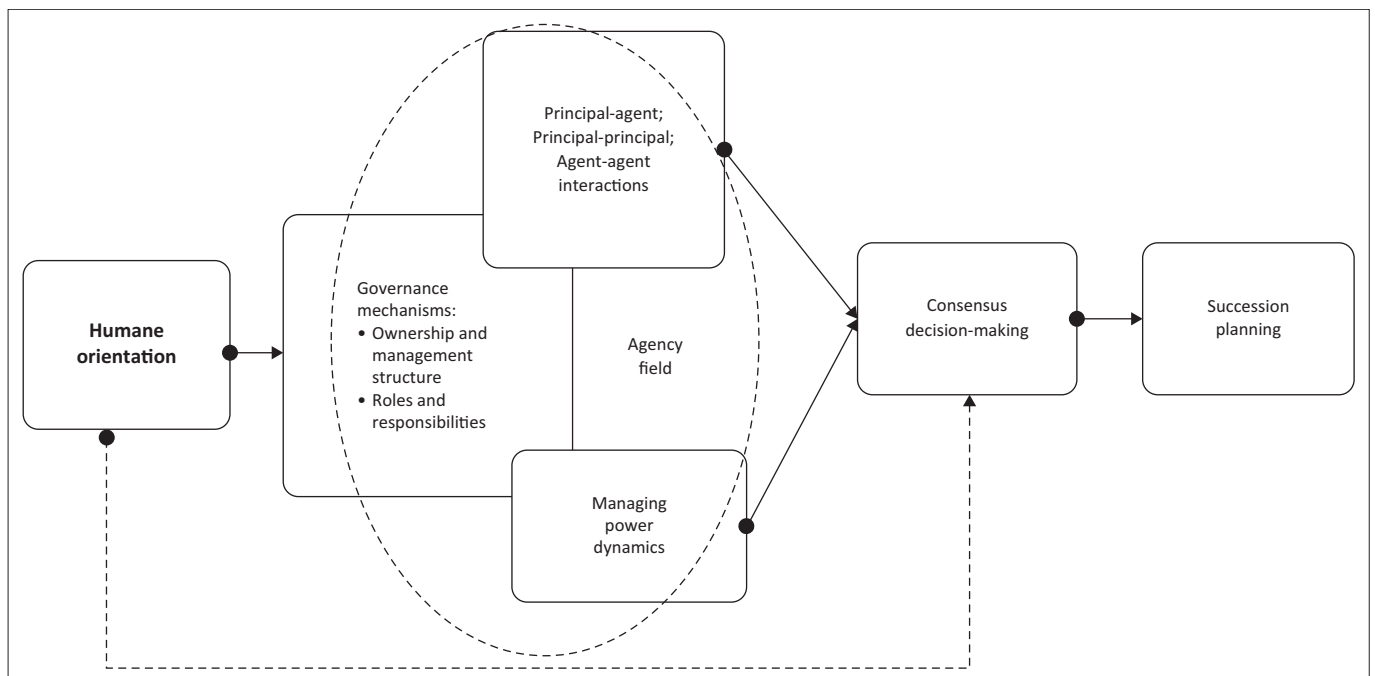 Principal-agent;
Principal-principal;
Agent-agent
interactions
Humane
orientation
Governance
mechanisms:
• Ownership and
management
structure
• Roles and
responsibilities
Agency
field
Managing
power
dynamics
Consensus
decision-making
Succession
planning